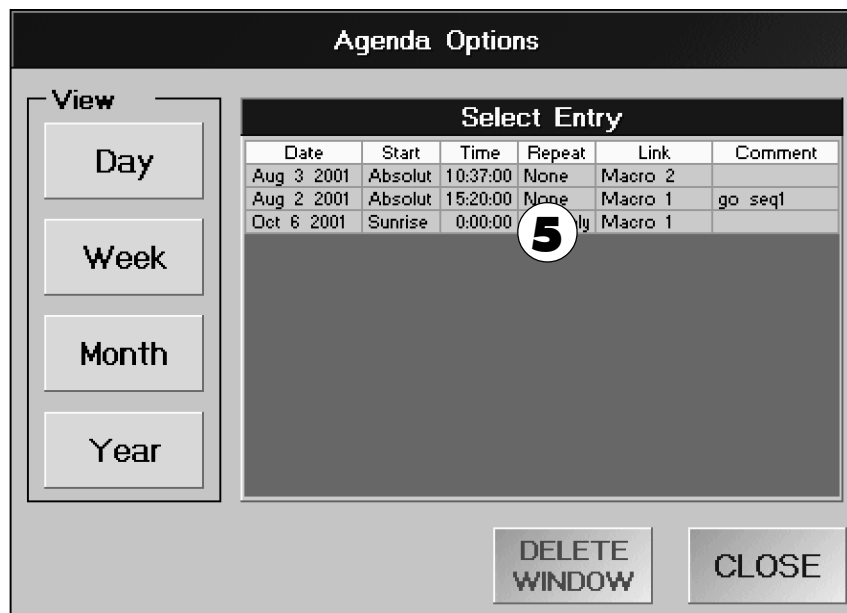 Agenda Options
View
Day
Week
Month
Year
Select Entry
Date Start Time Repeat Link Comment
Aug 3 2001 Absolut 10:37:00 None Macro 2
Aug 2 2001 Absolut 15:20:00 None Macro 1 go seq1
Oct 6 2001 Sunrise 0:00:00 Macro 1
5
DELETE
WINDOW
CLOSE